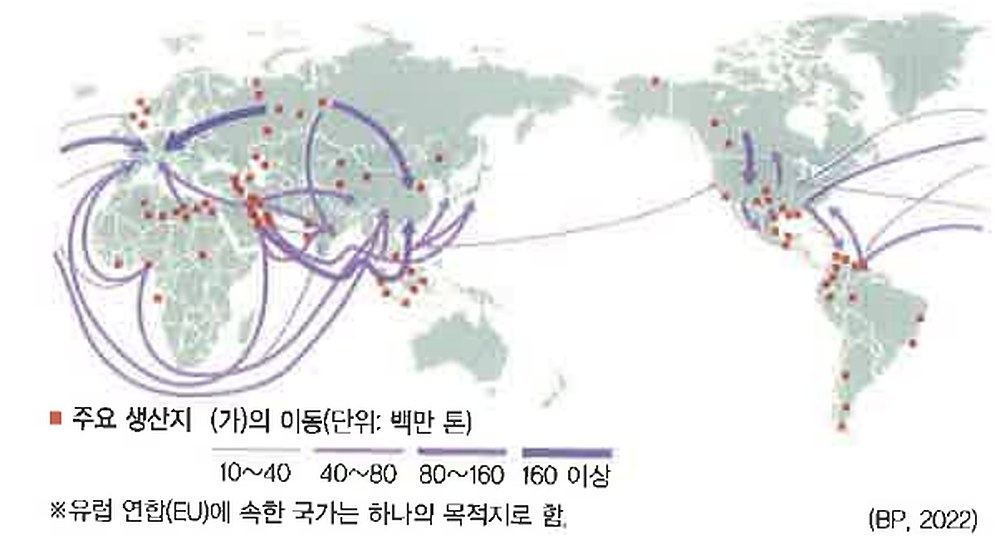 주요 생산지 (가)의 이동(단위: 백만 톤)
10~40 40~80 80~160 160 이상
※유럽 연합(EU)에 속한 국가는 하나의 목적지로 함.
(BP, 2022)